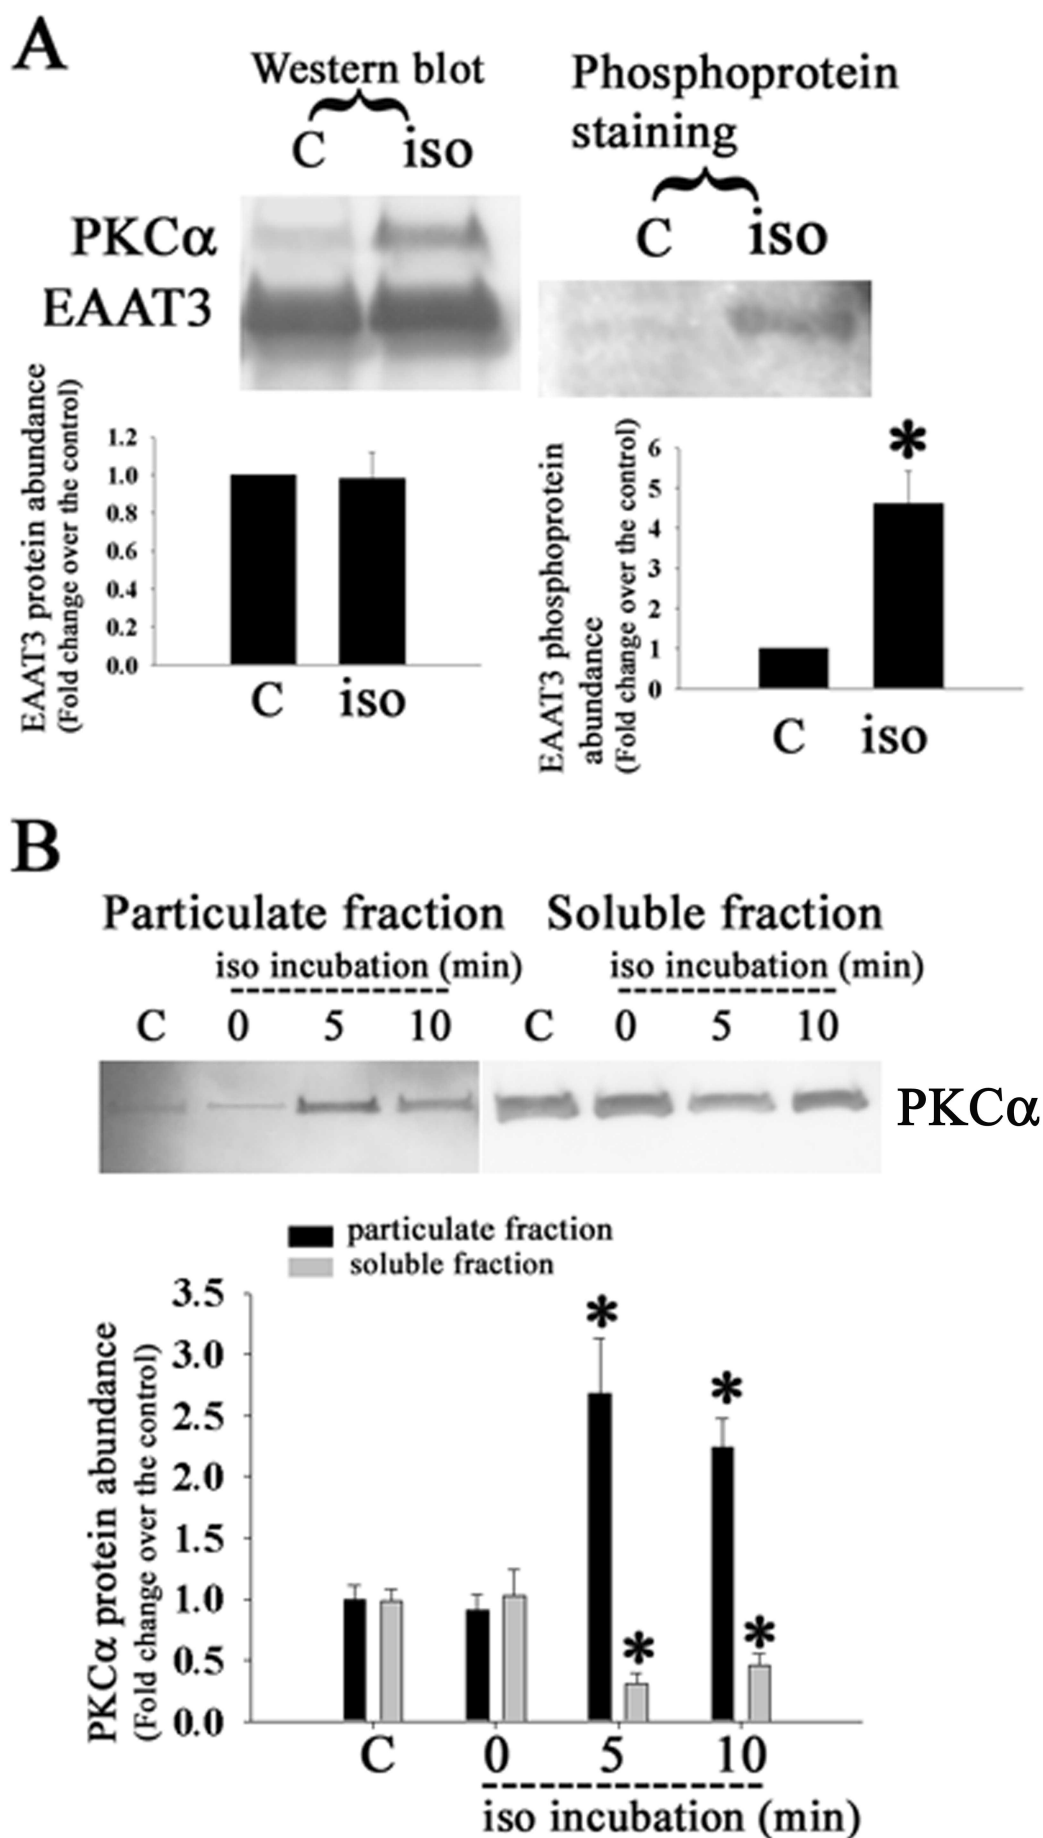 A
Western blot
C iso
Phosphoprotein
staining
C iso
PKCα
EAAT3
EAAT3 protein abundance
(Fold change over the control)
1.2
1.0
0.8
0.6
0.4
0.2
0.0
C iso
EAAT3 phosphoprotein
abundance
(Fold change over the control)
6
5
4
3
2
1
0
*
C iso
B
Particulate fraction Soluble fraction
iso incubation (min) iso incubation (min)
C 0 5 10 C 0 5 10
PKCα
particulate fraction
soluble fraction
PKCα protein abundance
(Fold change over the control)
3.5
3.0
2.5
2.0
1.5
1.0
0.5
0.0
* *
* *
C 0 5 10
iso incubation (min)